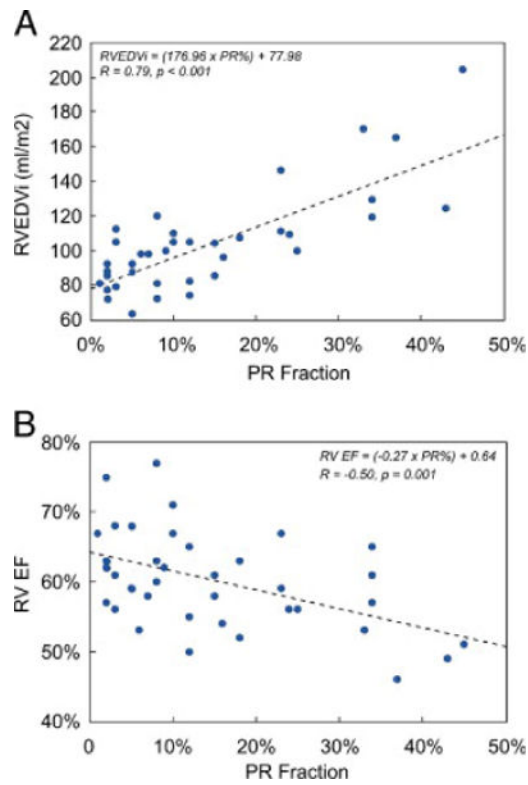 A
RVEDVi = (176.96 x PR%) + 77.98
R = 0.79, p < 0.001
220
200
180
160
140
120
100
80
60
RVEDVi (ml/m2)
0% 10% 20% 30% 40% 50%
PR Fraction
B
RV EF = (-0.27 x PR%) + 0.64
R = -0.50, p = 0.001
80%
70%
60%
50%
40%
RV EF
0 10% 20% 30% 40% 50%
PR Fraction